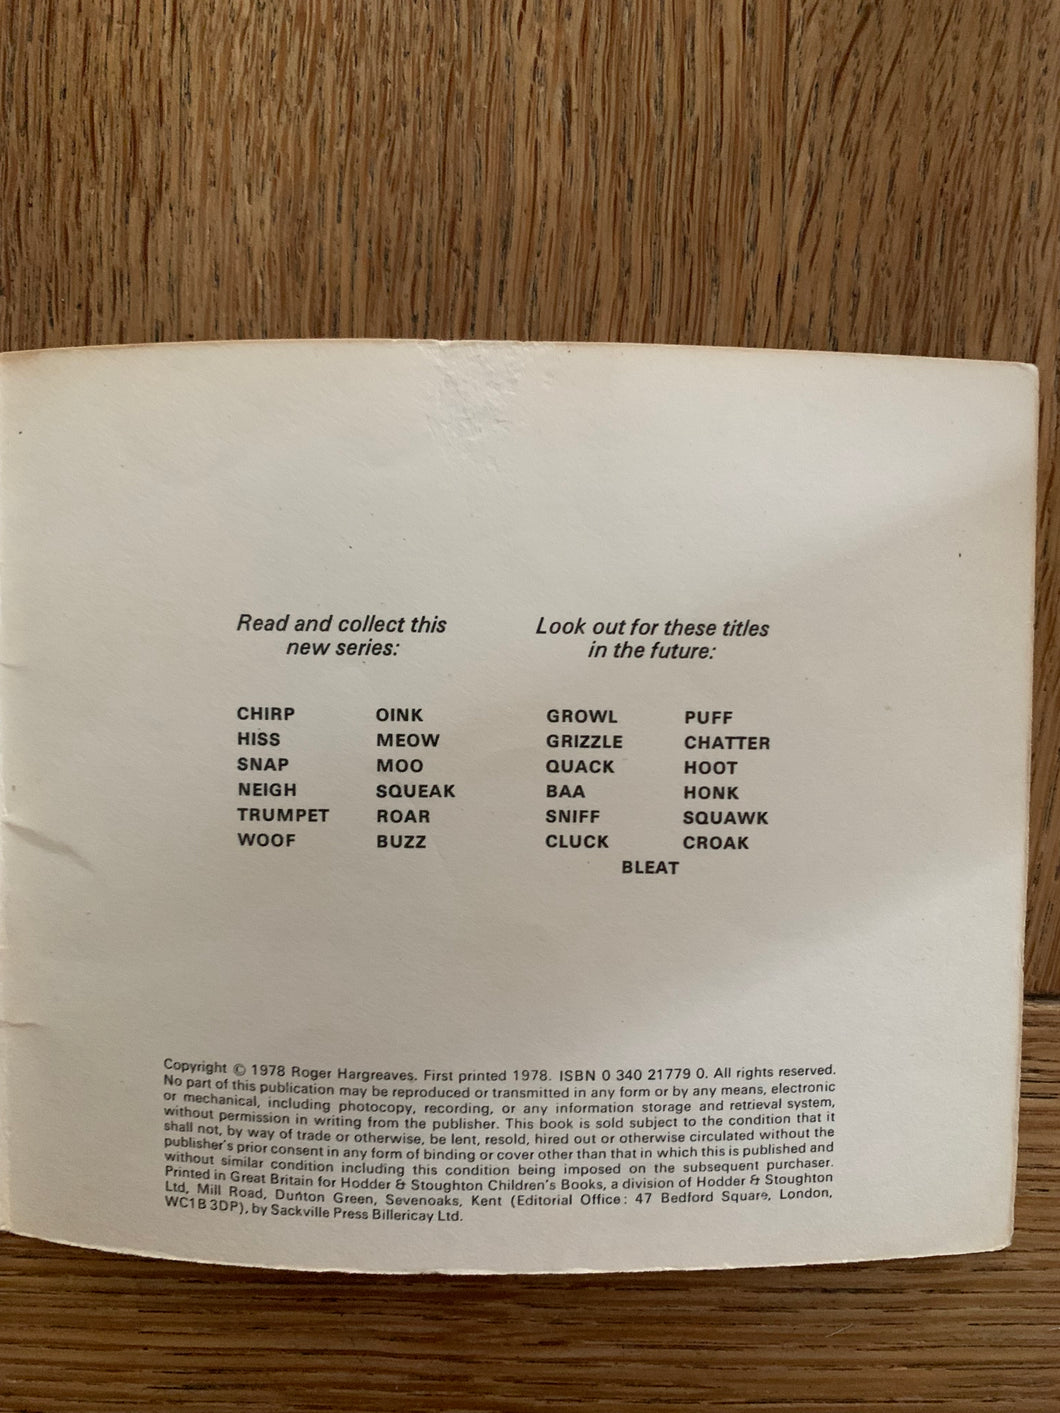 Read and collect this
new series:
CHIRP OINK
HISS MEOW
SNAP MOO
NEIGH SQUEAK
TRUMPET ROAR
WOOF BUZZ
Look out for these titles
in the future:
GROWL PUFF
GRIZZLE CHATTER
QUACK HOOT
BAA HONK
SNIFF SQUAWK
CLUCK CROAK
BLEAT
Copyright © 1978 Roger Hargreaves. First printed 1978. ISBN 0 340 21779 0. All rights reserved.
No part of this publication may be reproduced or transmitted in any form or by any means, electronic
or mechanical, including photocopy, recording, or any information storage and retrieval system,
without permission in writing from the publisher. This book is sold subject to the condition that it
shall not, by way of trade or otherwise, be lent, resold, hired out or otherwise circulated without the
publisher's prior consent in any form of binding or cover other than that in which this is published and
without similar condition including this condition being imposed on the subsequent purchaser.
Printed in Great Britain for Hodder & Stoughton Children's Books, a division of Hodder & Stoughton
Ltd, Mill Road, Dunton Green, Sevenoaks, Kent (Editorial Office: 47 Bedford Square, London,
WC1B 3DP), by Sackville Press Billericay Ltd.